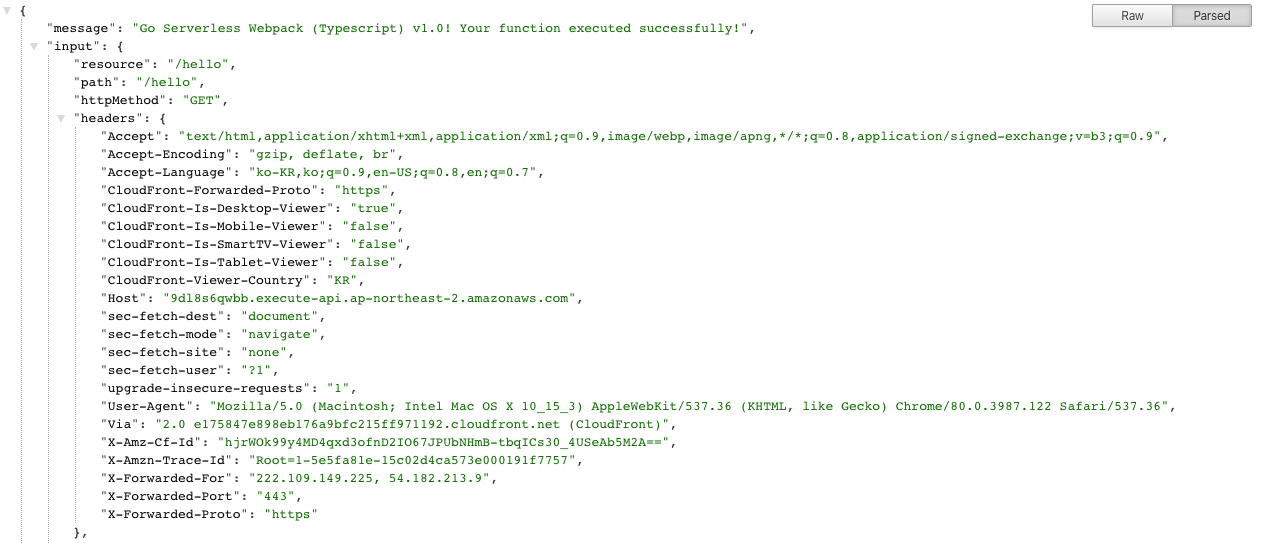 {
Raw
Parsed
"message": "Go Serverless Webpack (Typescript) v1.0! Your function executed successfully!",
"input": {
"resource": "/hello",
"path": "/hello",
"httpMethod": "GET",
"headers": {
"Accept": "text/html,application/xhtml+xml,application/xml;q=0.9,image/webp,image/apng,*/*;q=0.8,application/signed-exchange;v=b3;q=0.9",
"Accept-Encoding": "gzip, deflate, br",
"Accept-Language": "ko-KR,ko;q=0.9,en-US;q=0.8,en;q=0.7",
"CloudFront-Forwarded-Proto": "https",
"CloudFront-Is-Desktop-Viewer": "true",
"CloudFront-Is-Mobile-Viewer": "false",
"CloudFront-Is-SmartTV-Viewer": "false",
"CloudFront-Is-Tablet-Viewer": "false",
"CloudFront-Viewer-Country": "KR",
"Host": "9dl8s6qwbb.execute-api.ap-northeast-2.amazonaws.com",
"sec-fetch-dest": "document",
"sec-fetch-mode": "navigate",
"sec-fetch-site": "none",
"sec-fetch-user": "?1",
"upgrade-insecure-requests": "1",
"User-Agent": "Mozilla/5.0 (Macintosh; Intel Mac OS X 10_15_3) AppleWebKit/537.36 (KHTML, like Gecko) Chrome/80.0.3987.122 Safari/537.36",
"Via": "2.0 e175847e898eb176a9bfc215ff971192.cloudfront.net (CloudFront)",
"X-Amz-Cf-Id": "hjrWOk99y4MD4qxd3ofnD2IO67JPUbNHmB-tbqICs30_4USeAb5M2A==",
"X-Amzn-Trace-Id": "Root=1-5e5fa81e-15c02d4ca573e000191f7757",
"X-Forwarded-For": "222.109.149.225, 54.182.213.9",
"X-Forwarded-Port": "443",
"X-Forwarded-Proto": "https"
},